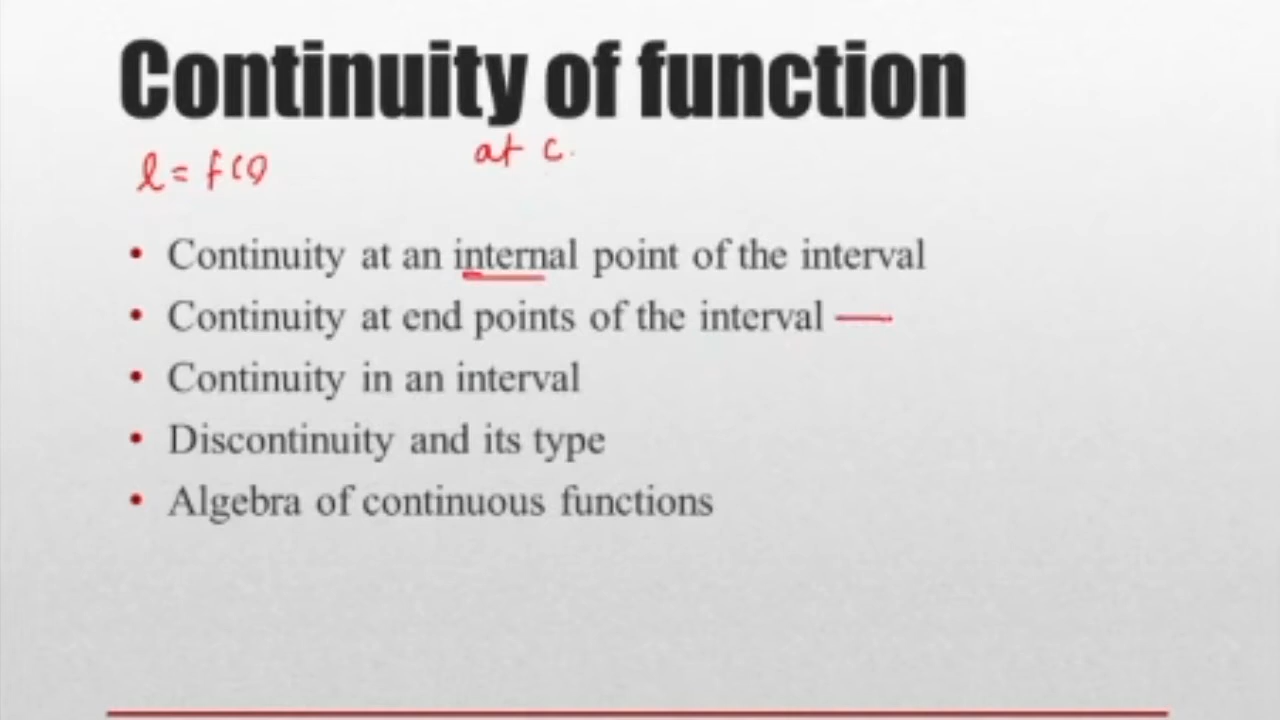 Continuity of function
at c.
l = f(c)
• Continuity at an internal point of the interval
• Continuity at end points of the interval —
• Continuity in an interval
• Discontinuity and its type
• Algebra of continuous functions